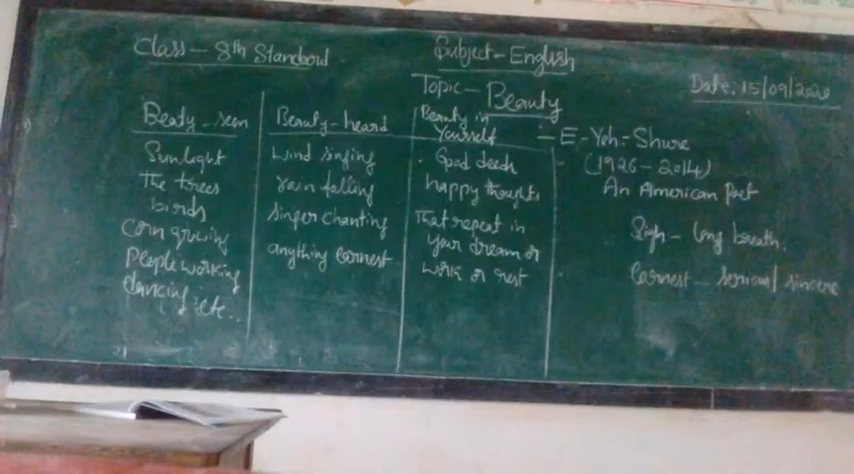 Class - 8th Standard
Subject - English
Topic - Beauty
Date: 15/09/2020
Beaty - seen
Sunlight
The trees
birds
Corn growing
People working
dancing etc..
Beauty - heard
Wind singing
rain falling
singer chanting
anything earnest
Beauty in
Yourself
Good deeds
happy thoughts
That repeat in
your dream or
work or rest
- E-Yeh-Shure
(1926 - 2014)
An American Poet
Sigh - long breath.
Earnest - serious/ sincere